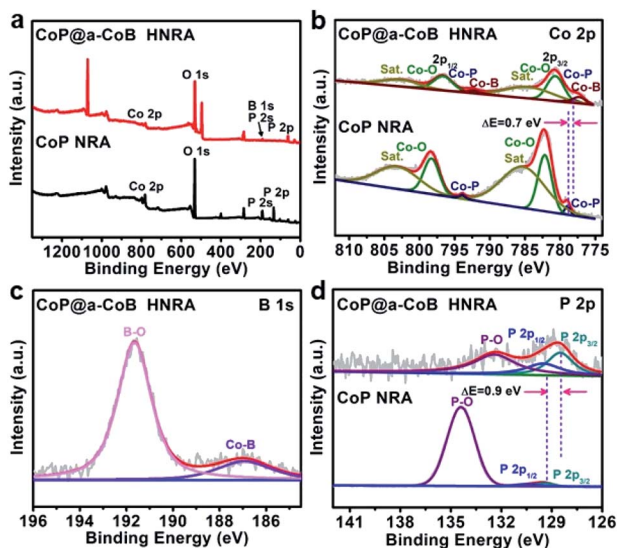 a
CoP@a-CoB HNRA
O 1s
Co 2p
B 1s
P 2s
P 2p
CoP NRA
O 1s
Co 2p
P 2p
P 2s
Intensity (a.u.)
1200 1000 800 600 400 200 0
Binding Energy (eV)
b
CoP@a-CoB HNRA Co 2p
2p1/2
2p3/2
Sat.
Co-O
Co-P
Co-B
Sat.
Co-O
Co-P
Co-B
ΔE=0.7 eV
CoP NRA
Sat.
Co-O
Co-P
Sat.
Co-O
Co-P
Intensity (a.u.)
810 805 800 795 790 785 780 775
Binding Energy (eV)
c
CoP@a-CoB HNRA B 1s
B-O
Co-B
Intensity (a.u.)
196 194 192 190 188 186
Binding Energy (eV)
d
CoP@a-CoB HNRA P 2p
P-O
P 2p1/2
P 2p3/2
ΔE=0.9 eV
CoP NRA
P-O
P 2p1/2
P 2p3/2
Intensity (a.u.)
141 138 135 132 129 126
Binding Energy (eV)